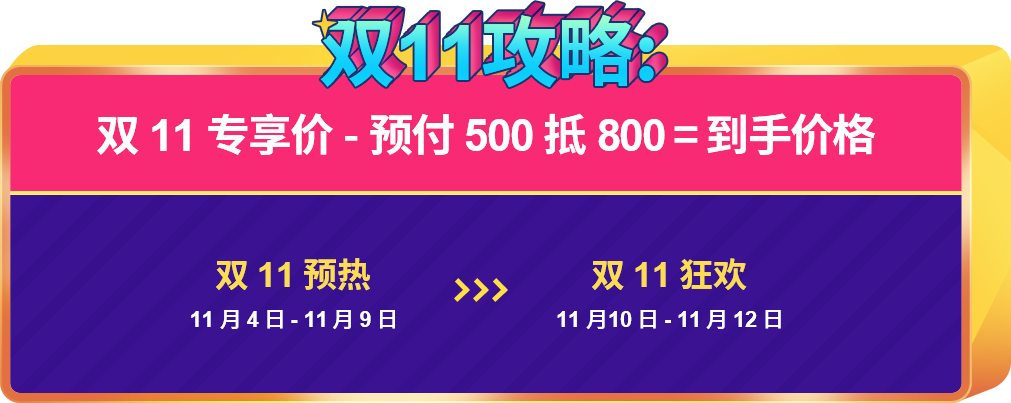 双11攻略:
双 11 专享价 - 预付 500 抵 800 = 到手价格
双 11 预热
11 月 4 日 - 11 月 9 日
>>>
双 11 狂欢
11 月10 日 - 11 月 12 日